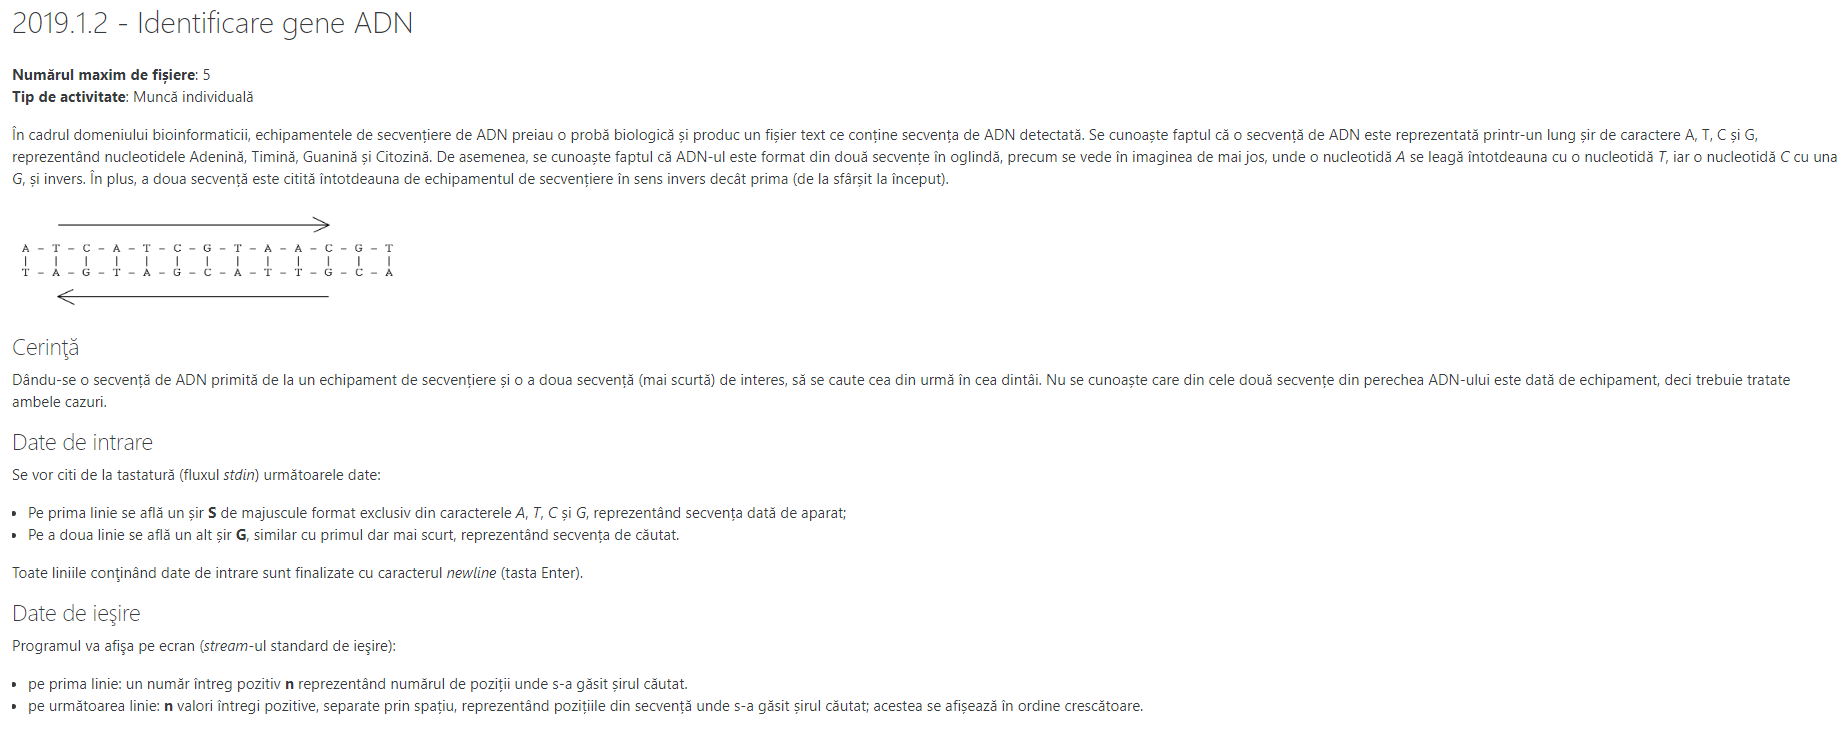 2019.1.2 - Identificare gene ADN
Numărul maxim de fișiere: 5
Tip de activitate: Muncă individuală
În cadrul domeniului bioinformaticii, echipamentele de secvențiere de ADN preiau o probă biologică și produc un fișier text ce conține secvența de ADN detectată. Se cunoaște faptul că o secvență de ADN este reprezentată printr-un lung șir de caractere A, T, C și G,
reprezentând nucleotidele Adenină, Timină, Guanină și Citozină. De asemenea, se cunoaște faptul că ADN-ul este format din două secvențe în oglindă, precum se vede în imaginea de mai jos, unde o nucleotidă A se leagă întotdeauna cu o nucleotidă T, iar o nucleotidă C cu una
G, și invers. În plus, a doua secvență este citită întotdeauna de echipamentul de secvențiere în sens invers decât prima (de la sfârșit la început).
A - T - C - A - T - C - G - T - A - A - C - G - T
| | | | | | | | | | | | |
T - A - G - T - A - G - C - A - T - T - G - C - A
Cerinţă
Dându-se o secvență de ADN primită de la un echipament de secvențiere și o a doua secvență (mai scurtă) de interes, să se caute cea din urmă în cea dintâi. Nu se cunoaște care din cele două secvențe din perechea ADN-ului este dată de echipament, deci trebuie tratate
ambele cazuri.
Date de intrare
Se vor citi de la tastatură (fluxul stdin) următoarele date:
• Pe prima linie se află un șir S de majuscule format exclusiv din caracterele A, T, C și G, reprezentând secvența dată de aparat;
• Pe a doua linie se află un alt șir G, similar cu primul dar mai scurt, reprezentând secvența de căutat.
Toate liniile conţinând date de intrare sunt finalizate cu caracterul newline (tasta Enter).
Date de ieşire
Programul va afişa pe ecran (stream-ul standard de ieşire):
• pe prima linie: un număr întreg pozitiv n reprezentând numărul de poziții unde s-a găsit șirul căutat.
• pe următoarea linie: n valori întregi pozitive, separate prin spațiu, reprezentând pozițiile din secvență unde s-a găsit șirul căutat; acestea se afișează în ordine crescătoare.